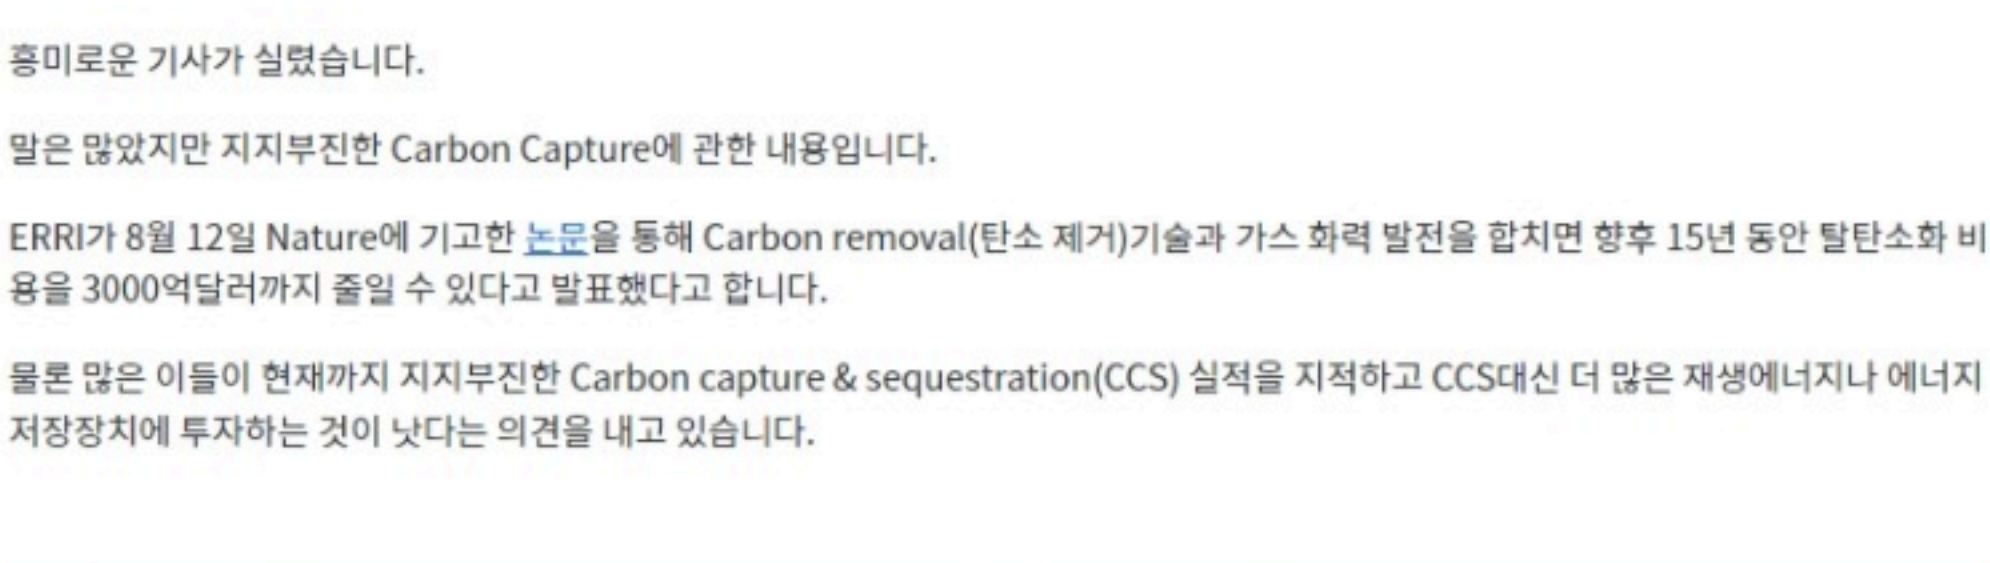 흥미로운 기사가 실렸습니다.
말은 많았지만 지지부진한 Carbon Capture에 관한 내용입니다.
ERRI가 8월 12일 Nature에 기고한 논문을 통해 Carbon removal(탄소 제거)기술과 가스 화력 발전을 합치면 향후 15년 동안 탈탄소화 비
용을 3000억달러까지 줄일 수 있다고 발표했다고 합니다.
물론 많은 이들이 현재까지 지지부진한 Carbon capture & sequestration(CCS) 실적을 지적하고 CCS대신 더 많은 재생에너지나 에너지
저장장치에 투자하는 것이 낫다는 의견을 내고 있습니다.